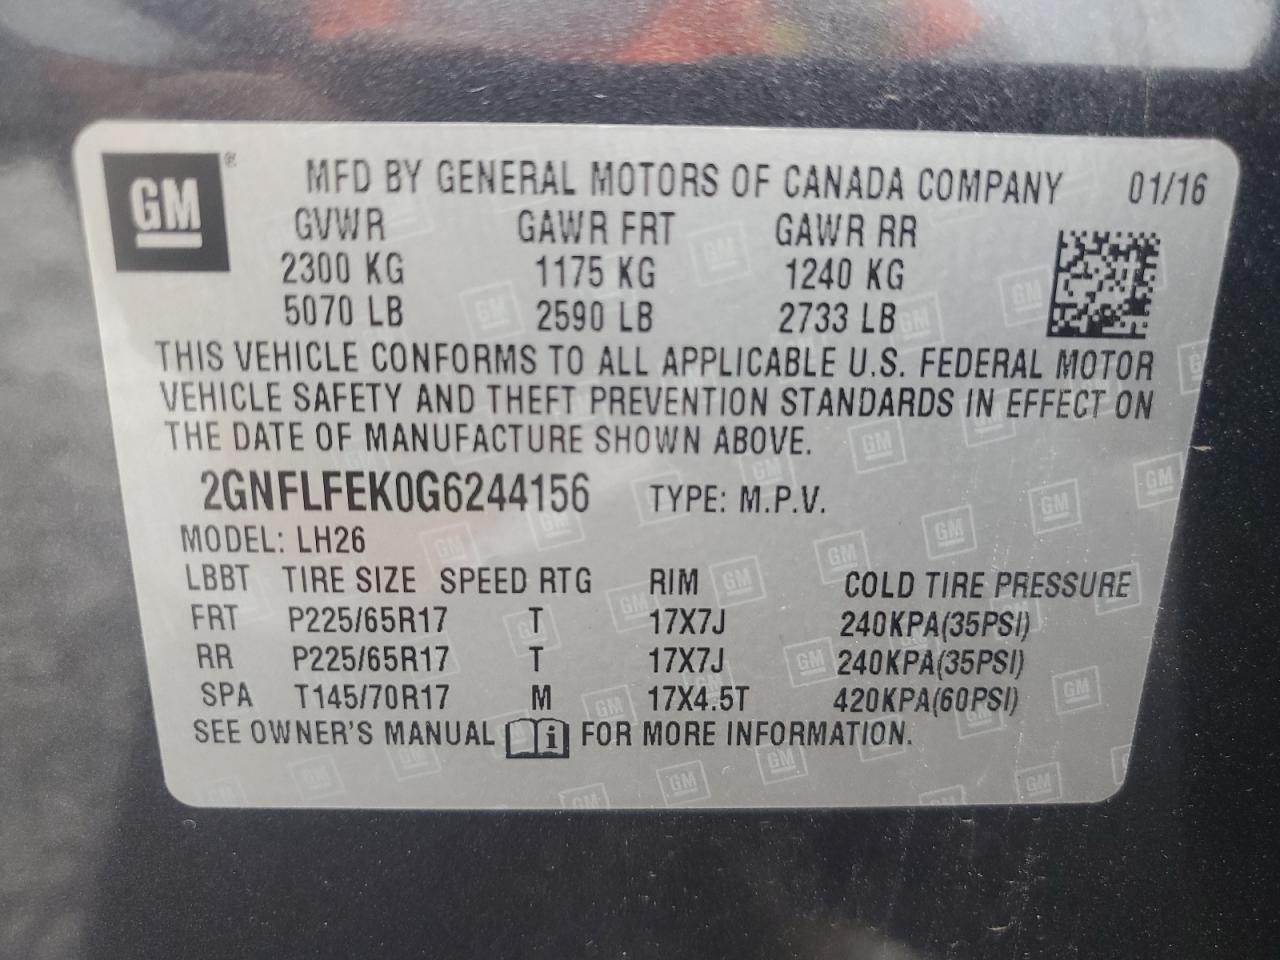 GM ® MFD BY GENERAL MOTORS OF CANADA COMPANY 01/16
GVWR GAWR FRT GAWR RR
2300 KG 1175 KG 1240 KG
5070 LB 2590 LB 2733 LB
THIS VEHICLE CONFORMS TO ALL APPLICABLE U.S. FEDERAL MOTOR
VEHICLE SAFETY AND THEFT PREVENTION STANDARDS IN EFFECT ON
THE DATE OF MANUFACTURE SHOWN ABOVE.
2GNFLFEK0G6244156 TYPE: M.P.V.
MODEL: LH26
LBBT TIRE SIZE SPEED RTG RIM COLD TIRE PRESSURE
FRT P225/65R17 T 17X7J 240KPA(35PSI)
RR P225/65R17 T 17X7J 240KPA(35PSI)
SPA T145/70R17 M 17X4.5T 420KPA(60PSI)
SEE OWNER'S MANUAL i FOR MORE INFORMATION.